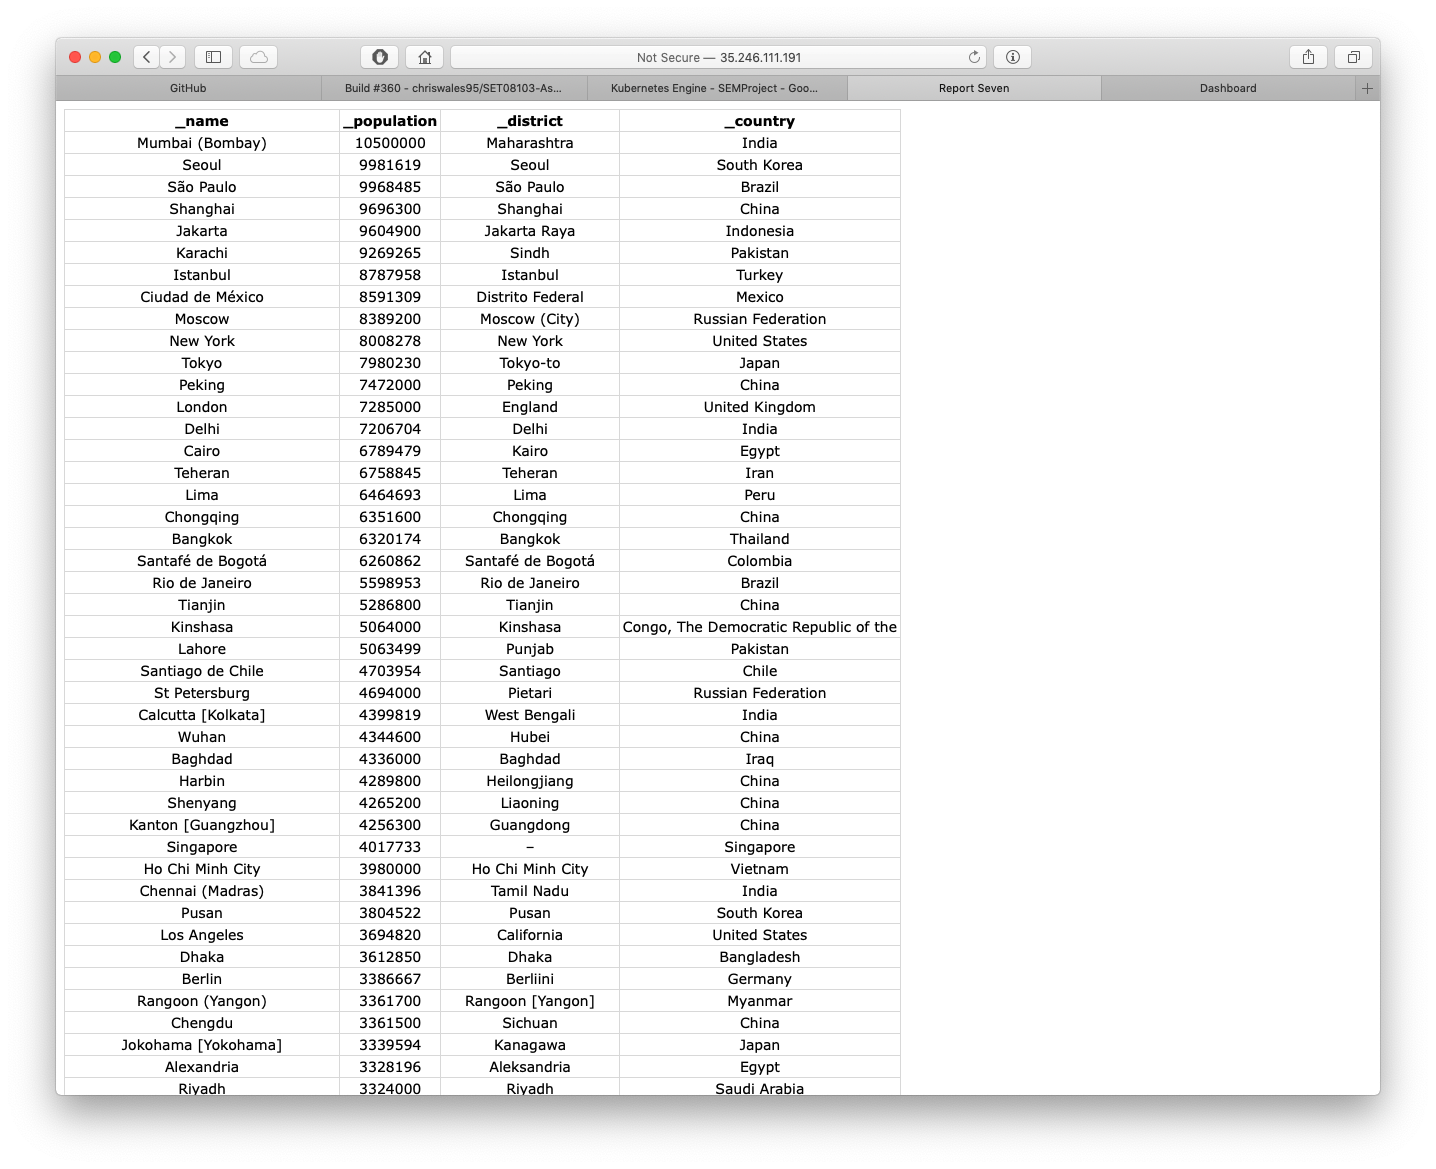 Not Secure — 35.246.111.191
GitHub Build #360 - chriswales95/SET08103-As... Kubernetes Engine - SEMProject - Goo... Report Seven Dashboard
_name _population _district _country
Mumbai (Bombay) 10500000 Maharashtra India
Seoul 9981619 Seoul South Korea
São Paulo 9968485 São Paulo Brazil
Shanghai 9696300 Shanghai China
Jakarta 9604900 Jakarta Raya Indonesia
Karachi 9269265 Sindh Pakistan
Istanbul 8787958 Istanbul Turkey
Ciudad de México 8591309 Distrito Federal Mexico
Moscow 8389200 Moscow (City) Russian Federation
New York 8008278 New York United States
Tokyo 7980230 Tokyo-to Japan
Peking 7472000 Peking China
London 7285000 England United Kingdom
Delhi 7206704 Delhi India
Cairo 6789479 Kairo Egypt
Teheran 6758845 Teheran Iran
Lima 6464693 Lima Peru
Chongqing 6351600 Chongqing China
Bangkok 6320174 Bangkok Thailand
Santafé de Bogotá 6260862 Santafé de Bogotá Colombia
Rio de Janeiro 5598953 Rio de Janeiro Brazil
Tianjin 5286800 Tianjin China
Kinshasa 5064000 Kinshasa Congo, The Democratic Republic of the
Lahore 5063499 Punjab Pakistan
Santiago de Chile 4703954 Santiago Chile
St Petersburg 4694000 Pietari Russian Federation
Calcutta [Kolkata] 4399819 West Bengali India
Wuhan 4344600 Hubei China
Baghdad 4336000 Baghdad Iraq
Harbin 4289800 Heilongjiang China
Shenyang 4265200 Liaoning China
Kanton [Guangzhou] 4256300 Guangdong China
Singapore 4017733 – Singapore
Ho Chi Minh City 3980000 Ho Chi Minh City Vietnam
Chennai (Madras) 3841396 Tamil Nadu India
Pusan 3804522 Pusan South Korea
Los Angeles 3694820 California United States
Dhaka 3612850 Dhaka Bangladesh
Berlin 3386667 Berliini Germany
Rangoon (Yangon) 3361700 Rangoon [Yangon] Myanmar
Chengdu 3361500 Sichuan China
Jokohama [Yokohama] 3339594 Kanagawa Japan
Alexandria 3328196 Aleksandria Egypt
Riyadh 3324000 Riyadh Saudi Arabia